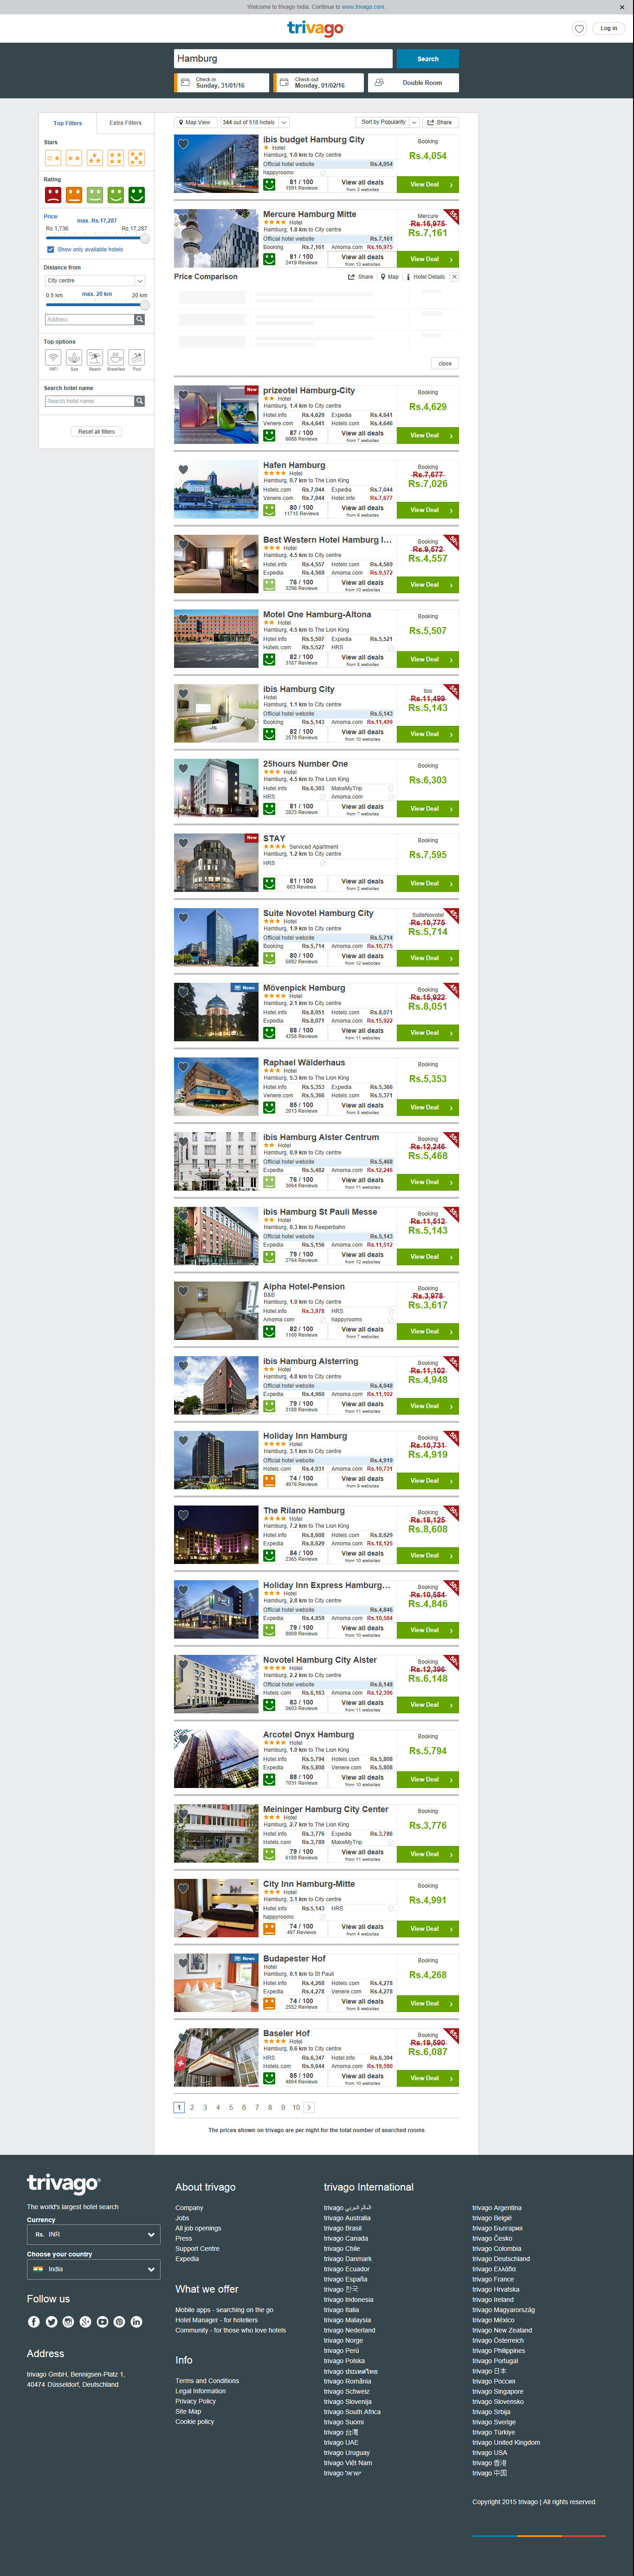 Welcome to trivago India. Continue to www.trivago.com.
trivago
Log in
Hamburg
Search
Check-in
Sunday, 31/01/16
Check-out
Monday, 01/02/16
Double Room
Top Filters
Extra Filters
Stars
Rating
Price
max. Rs.17,287
Rs.1,736
Rs.17,287
Show only available hotels
Distance from
City centre
0.5 km
max. 20 km
20 km
Address
Top options
WiFi
Spa
Beach
Breakfast
Pool
Search hotel name
Search hotel name
Reset all filters
Map View
344 out of 518 hotels
Sort by Popularity
Share
ibis budget Hamburg City
Hotel
Hamburg, 1.0 km to City centre
Official hotel website Rs.4,054
happyrooms
81 / 100
1591 Reviews
View all deals
from 3 websites
Booking
Rs.4,054
View Deal
Mercure Hamburg Mitte
Hotel
Hamburg, 1.8 km to City centre
Official hotel website Rs.7,161
Booking Rs.7,161 Amoma.com Rs.16,975
81 / 100
2419 Reviews
View all deals
from 13 websites
Mercure
Rs.16,975
Rs.7,161
-55%
View Deal
Price Comparison
Share
Map
Hotel Details
close
prizeotel Hamburg-City
New
Hotel
Hamburg, 1.4 km to City centre
Hotel.info Rs.4,629 Expedia Rs.4,641
Venere.com Rs.4,641 Hotels.com Rs.4,646
87 / 100
6088 Reviews
View all deals
Booking
Rs.4,629
View Deal
Hafen Hamburg
Hotel
Hamburg, 0.7 km to The Lion King
Hotels.com Rs.7,044 Expedia Rs.7,044
Venere.com Rs.7,044 Hotel.info Rs.7,677
80 / 100
11715 Reviews
View all deals
from 9 websites
Booking
Rs.7,677
Rs.7,026
View Deal
Best Western Hotel Hamburg I...
Hotel
Hamburg, 4.5 km to City centre
Hotel.info Rs.4,557 Hotels.com Rs.4,569
Expedia Rs.4,569 Amoma.com Rs.9,572
76 / 100
3296 Reviews
View all deals
from 10 websites
Booking
Rs.9,572
Rs.4,557
-50%
View Deal
Motel One Hamburg-Altona
Hotel
Hamburg, 4.5 km to The Lion King
Hotel.info Rs.5,507 Expedia Rs.5,521
Hotels.com Rs.5,527 HRS
82 / 100
3187 Reviews
View all deals
from 8 websites
Booking
Rs.5,507
View Deal
ibis Hamburg City
Hotel
Hamburg, 1.1 km to City centre
Official hotel website Rs.5,143
Booking Rs.5,143 Amoma.com Rs.11,499
82 / 100
2578 Reviews
View all deals
from 10 websites
Ibis
Rs.11,499
Rs.5,143
-55%
View Deal
25hours Number One
Hotel
Hamburg, 4.5 km to The Lion King
Hotel.info Rs.6,303 MakeMyTrip
HRS Amoma.com
81 / 100
2623 Reviews
View all deals
from 7 websites
Booking
Rs.6,303
View Deal
STAY
New
Serviced Apartment
Hamburg, 1.2 km to City centre
HRS
81 / 100
603 Reviews
View all deals
from 2 websites
Booking
Rs.7,595
View Deal
Suite Novotel Hamburg City
Hotel
Hamburg, 1.9 km to City centre
Official hotel website Rs.5,714
Booking Rs.5,714 Amoma.com Rs.10,775
80 / 100
5892 Reviews
View all deals
from 12 websites
SuiteNovotel
Rs.10,775
Rs.5,714
-45%
View Deal
Mövenpick Hamburg
News
Hotel
Hamburg, 2.1 km to City centre
Hotel.info Rs.8,051 Hotels.com Rs.8,071
Expedia Rs.8,071 Amoma.com Rs.15,922
88 / 100
4258 Reviews
View all deals
from 11 websites
Booking
Rs.15,922
Rs.8,051
View Deal
Raphael Wälderhaus
Hotel
Hamburg, 5.3 km to The Lion King
Hotel.info Rs.5,353 Expedia Rs.5,366
Venere.com Rs.5,366 Hotels.com Rs.5,371
85 / 100
2013 Reviews
View all deals
from 8 websites
Booking
Rs.5,353
View Deal
ibis Hamburg Alster Centrum
Hotel
Hamburg, 0.9 km to City centre
Official hotel website Rs.5,468
Expedia Rs.5,482 Amoma.com Rs.12,246
76 / 100
3064 Reviews
View all deals
from 11 websites
Booking
Rs.12,246
Rs.5,468
-55%
View Deal
ibis Hamburg St Pauli Messe
Hotel
Hamburg, 0.3 km to Reeperbahn
Official hotel website Rs.5,143
Expedia Rs.5,156 Amoma.com Rs.11,512
79 / 100
2764 Reviews
View all deals
from 12 websites
Booking
Rs.11,512
Rs.5,143
-55%
View Deal
Alpha Hotel-Pension
B&B
Hamburg, 1.0 km to City centre
Hotel.info Rs.3,978 HRS
Amoma.com happyrooms
82 / 100
1100 Reviews
View all deals
from 7 websites
Booking
Rs.3,978
Rs.3,617
View Deal
ibis Hamburg Alsterring
Hotel
Hamburg, 4.8 km to City centre
Official hotel website Rs.4,948
Expedia Rs.4,960 Amoma.com Rs.11,102
79 / 100
3188 Reviews
View all deals
from 11 websites
Booking
Rs.11,102
Rs.4,948
-55%
View Deal
Holiday Inn Hamburg
Hotel
Hamburg, 3.1 km to City centre
Official hotel website Rs.4,919
Hotels.com Rs.4,931 Amoma.com Rs.10,731
74 / 100
4976 Reviews
View all deals
from 9 websites
Booking
Rs.10,731
Rs.4,919
-50%
View Deal
The Rilano Hamburg
Hotel
Hamburg, 7.2 km to The Lion King
Hotel.info Rs.8,608 Hotels.com Rs.8,629
Expedia Rs.8,629 Amoma.com Rs.18,125
84 / 100
2365 Reviews
View all deals
from 10 websites
Booking
Rs.18,125
Rs.8,608
-50%
View Deal
Holiday Inn Express Hamburg...
Hotel
Hamburg, 2.8 km to City centre
Official hotel website Rs.4,846
Expedia Rs.4,859 Amoma.com Rs.10,584
79 / 100
8009 Reviews
View all deals
from 10 websites
Booking
Rs.10,584
Rs.4,846
-50%
View Deal
Novotel Hamburg City Alster
Hotel
Hamburg, 2.2 km to City centre
Official hotel website Rs.6,148
Hotels.com Rs.6,163 Amoma.com Rs.12,396
83 / 100
5603 Reviews
View all deals
from 11 websites
Booking
Rs.12,396
Rs.6,148
-50%
View Deal
Arcotel Onyx Hamburg
Hotel
Hamburg, 1.0 km to The Lion King
Hotel.info Rs.5,794 Hotels.com Rs.5,808
Expedia Rs.5,808 Venere.com Rs.5,808
88 / 100
7031 Reviews
View all deals
from 10 websites
Booking
Rs.5,794
View Deal
Meininger Hamburg City Center
Hotel
Hamburg, 2.7 km to The Lion King
Hotel.info Rs.3,776 Expedia Rs.3,786
Hotels.com Rs.3,789 MakeMyTrip
79 / 100
6188 Reviews
View all deals
from 11 websites
Booking
Rs.3,776
View Deal
City Inn Hamburg-Mitte
Hotel
Hamburg, 3.1 km to City centre
Hotel.info Rs.5,143 HRS
happyrooms
74 / 100
497 Reviews
View all deals
from 4 websites
Booking
Rs.4,991
View Deal
Budapester Hof
News
Hotel
Hamburg, 0.1 km to St Pauli
Hotel.info Rs.4,268 Hotels.com Rs.4,278
Expedia Rs.4,278 Venere.com Rs.4,278
74 / 100
2552 Reviews
View all deals
from 8 websites
Booking
Rs.4,268
View Deal
Baseler Hof
Hotel
Hamburg, 0.6 km to City centre
HRS Rs.6,347 Hotel.info Rs.6,394
Hotels.com Rs.9,644 Amoma.com Rs.19,590
85 / 100
4804 Reviews
View all deals
from 10 websites
Booking
Rs.19,590
Rs.6,087
View Deal
1 2 3 4 5 6 7 8 9 10
The prices shown on trivago are per night for the total number of searched rooms
trivago
The world's largest hotel search
Currency
Rs. INR
Choose your country
India
Follow us
Address
trivago GmbH, Bennigsen-Platz 1,
40474 Düsseldorf, Deutschland
About trivago
Company
Jobs
All job openings
Press
Support Centre
Expedia
What we offer
Mobile apps - searching on the go
Hotel Manager - for hoteliers
Community - for those who love hotels
Info
Terms and Conditions
Legal Information
Privacy Policy
Site Map
Cookie policy
trivago International
trivago العالم العربي
trivago Australia
trivago Brasil
trivago Canada
trivago Chile
trivago Danmark
trivago Ecuador
trivago España
trivago 한국
trivago Indonesia
trivago Italia
trivago Malaysia
trivago Nederland
trivago Norge
trivago Perú
trivago Polska
trivago ประเทศไทย
trivago România
trivago Schweiz
trivago Slovenija
trivago South Africa
trivago Suomi
trivago 台灣
trivago UAE
trivago Uruguay
trivago Việt Nam
trivago ישראל
trivago Argentina
trivago België
trivago България
trivago Česko
trivago Colombia
trivago Deutschland
trivago Ελλάδα
trivago France
trivago Hrvatska
trivago Ireland
trivago Magyarország
trivago México
trivago New Zealand
trivago Österreich
trivago Philippines
trivago Portugal
trivago 日本
trivago Россия
trivago Singapore
trivago Slovensko
trivago Srbija
trivago Sverige
trivago Türkiye
trivago United Kingdom
trivago USA
trivago 香港
trivago 中国
Copyright 2015 trivago | All rights reserved.